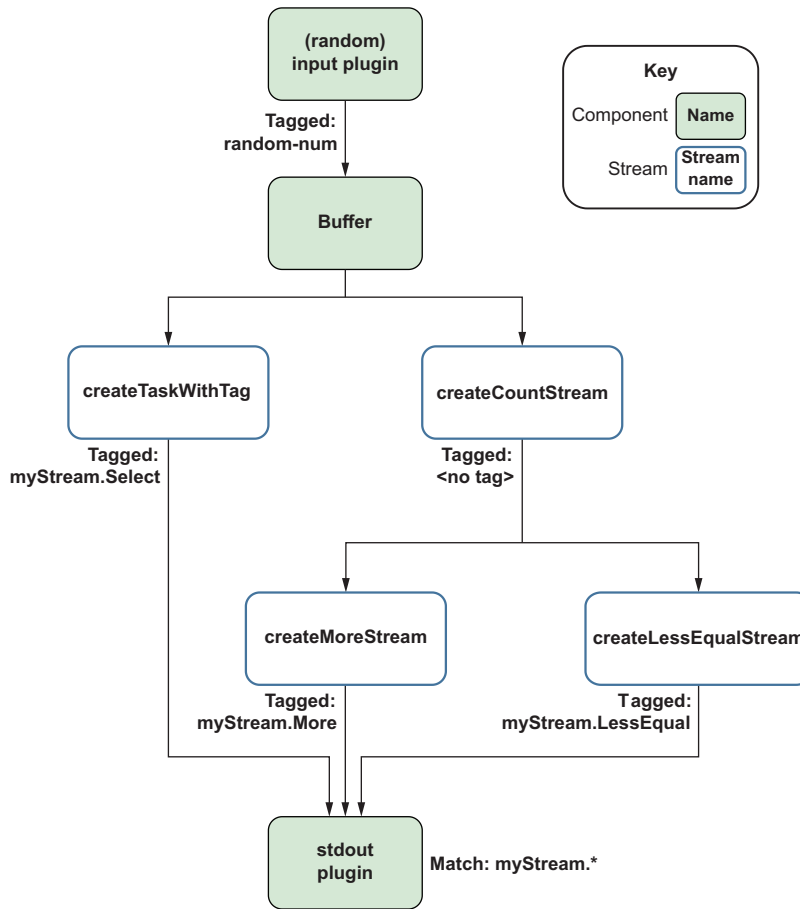 (random)
input plugin
Key
Component
Name
Stream
Stream
name
Tagged:
random-num
Buffer
createTaskWithTag
createCountStream
Tagged:
myStream.Select
Tagged:
<no tag>
createMoreStream
createLessEqualStream
Tagged:
myStream.More
Tagged:
myStream.LessEqual
stdout
plugin
Match: myStream.*